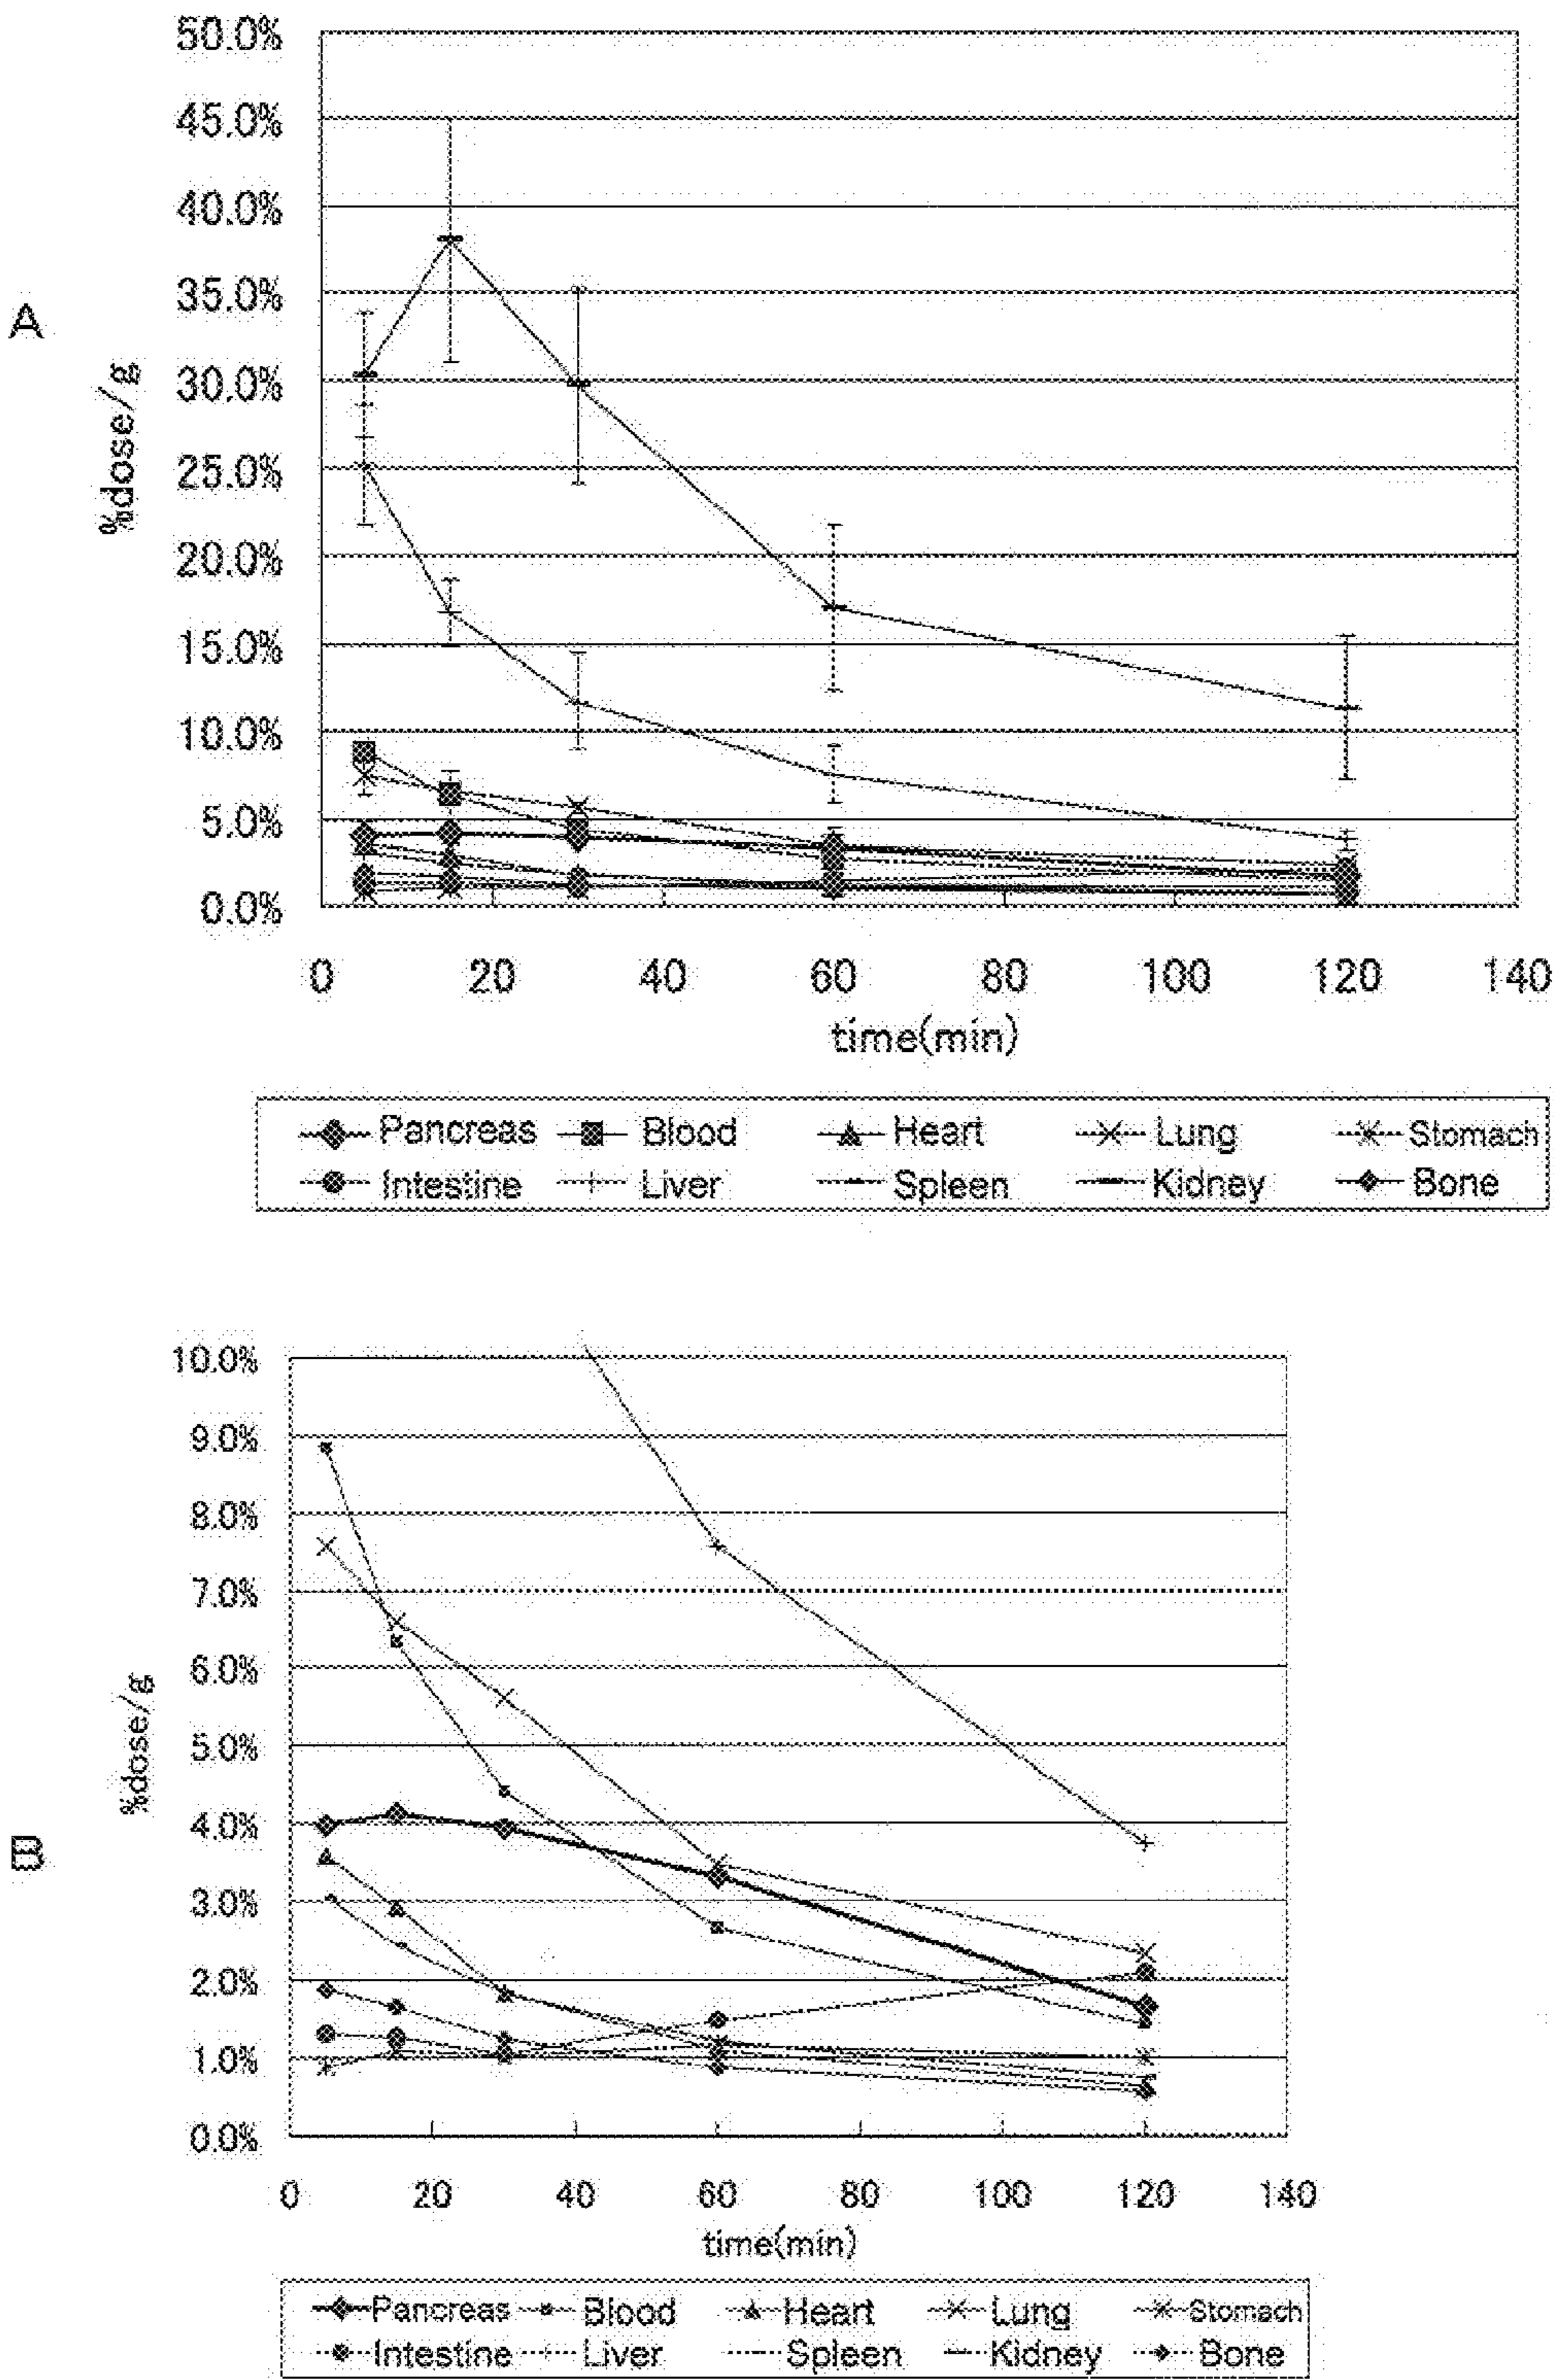 50.0%
45.0%
40.0%
35.0%
30.0%
25.0%
20.0%
15.0%
10.0%
5.0%
0.0%
A
%dose/g
0 20 40 60 80 100 120 140
time(min)
Pancreas Blood Heart Lung Stomach
Intestine Liver Spleen Kidney Bone
10.0%
9.0%
8.0%
7.0%
6.0%
5.0%
4.0%
3.0%
2.0%
1.0%
0.0%
B
%dose/g
0 20 40 60 80 100 120 140
time(min)
Pancreas Blood Heart Lung Stomach
Intestine Liver Spleen Kidney Bone